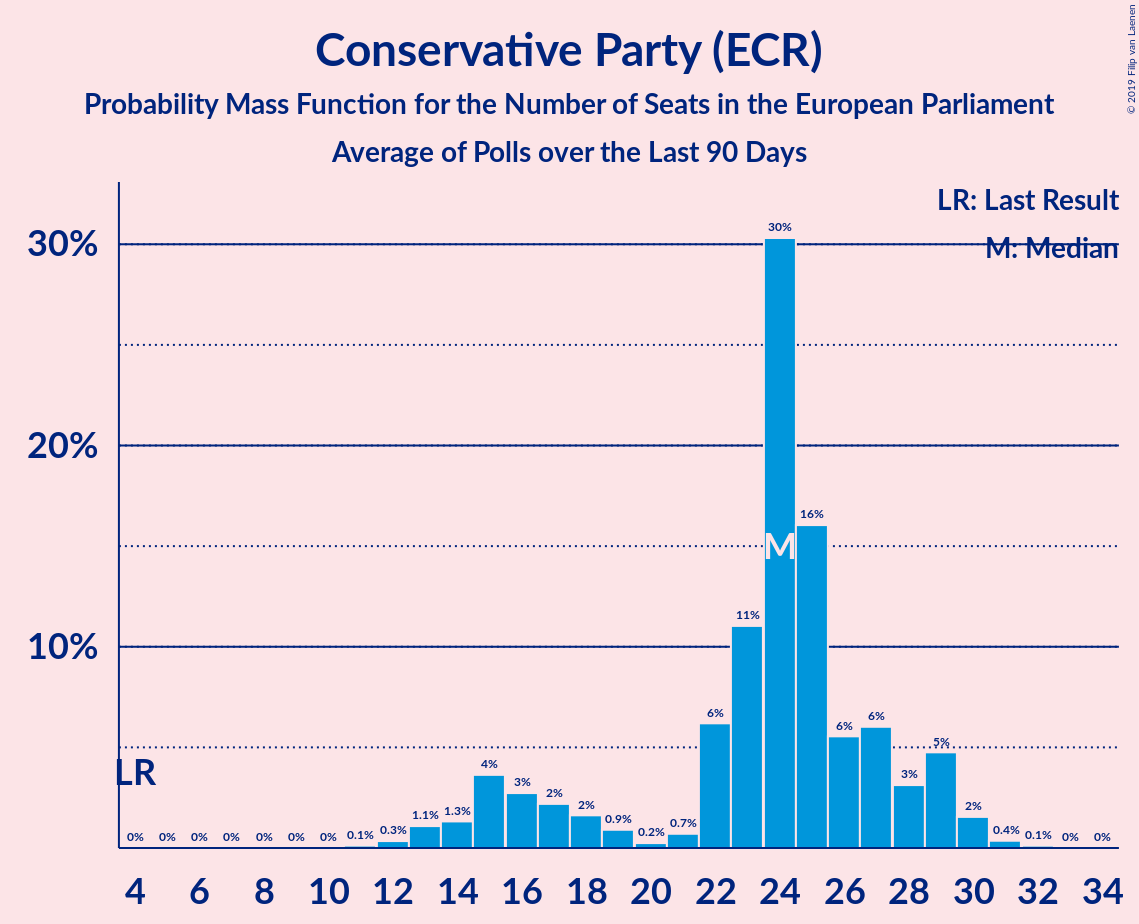 Conservative Party (ECR)
Probability Mass Function for the Number of Seats in the European Parliament
Average of Polls over the Last 90 Days
© 2019 Filip van Laenen
LR: Last Result
M: Median
30%
20%
10%
LR
M
0% 0% 0% 0% 0% 0% 0% 0.1% 0.3% 1.1% 1.3% 4% 3% 2% 2% 0.9% 0.2% 0.7% 6% 11% 30% 16% 6% 6% 3% 5% 2% 0.4% 0.1% 0% 0%
4 6 8 10 12 14 16 18 20 22 24 26 28 30 32 34